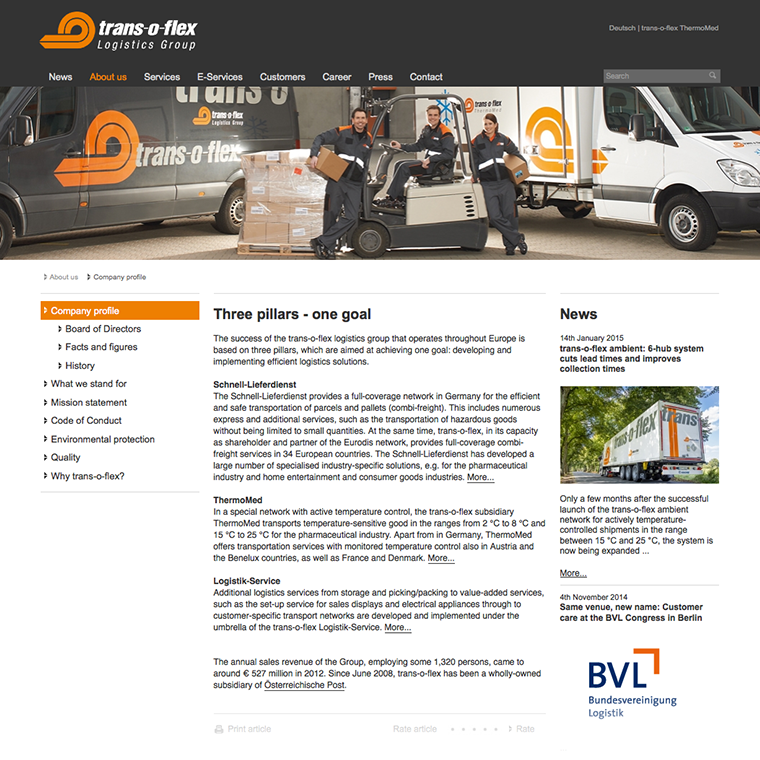 trans-o-flex
Logistics Group
Deutsch | trans-o-flex ThermoMed
News About us Services E-Services Customers Career Press Contact
Search
trans-o
trans-o-flex
Logistics Group
trans-o-flex
trans-o-flex
ThermoMed
About us Company profile
Company profile
Board of Directors
Facts and figures
History
What we stand for
Mission statement
Code of Conduct
Environmental protection
Quality
Why trans-o-flex?
Three pillars - one goal
The success of the trans-o-flex logistics group that operates throughout Europe is
based on three pillars, which are aimed at achieving one goal: developing and
implementing efficient logistics solutions.
Schnell-Lieferdienst
The Schnell-Lieferdienst provides a full-coverage network in Germany for the efficient
and safe transportation of parcels and pallets (combi-freight). This includes numerous
express and additional services, such as the transportation of hazardous goods
without being limited to small quantities. At the same time, trans-o-flex, in its capacity
as shareholder and partner of the Eurodis network, provides full-coverage combi-
freight services in 34 European countries. The Schnell-Lieferdienst has developed a
large number of specialised industry-specific solutions, e.g. for the pharmaceutical
industry and home entertainment and consumer goods industries. More...
ThermoMed
In a special network with active temperature control, the trans-o-flex subsidiary
ThermoMed transports temperature-sensitive good in the ranges from 2 °C to 8 °C and
15 °C to 25 °C for the pharmaceutical industry. Apart from in Germany, ThermoMed
offers transportation services with monitored temperature control also in Austria and
the Benelux countries, as well as France and Denmark. More...
Logistik-Service
Additional logistics services from storage and picking/packing to value-added services,
such as the set-up service for sales displays and electrical appliances through to
customer-specific transport networks are developed and implemented under the
umbrella of the trans-o-flex Logistik-Service. More...
The annual sales revenue of the Group, employing some 1,320 persons, came to
around € 527 million in 2012. Since June 2008, trans-o-flex has been a wholly-owned
subsidiary of Österreichische Post.
Print article Rate article Rate
News
14th January 2015
trans-o-flex ambient: 6-hub system
cuts lead times and improves
collection times
trans-o-flex trans
Only a few months after the successful
launch of the trans-o-flex ambient
network for actively temperature-
controlled shipments in the range
between 15 °C and 25 °C, the system is
now being expanded ...
More...
4th November 2014
Same venue, new name: Customer
care at the BVL Congress in Berlin
BVL
Bundesvereinigung
Logistik